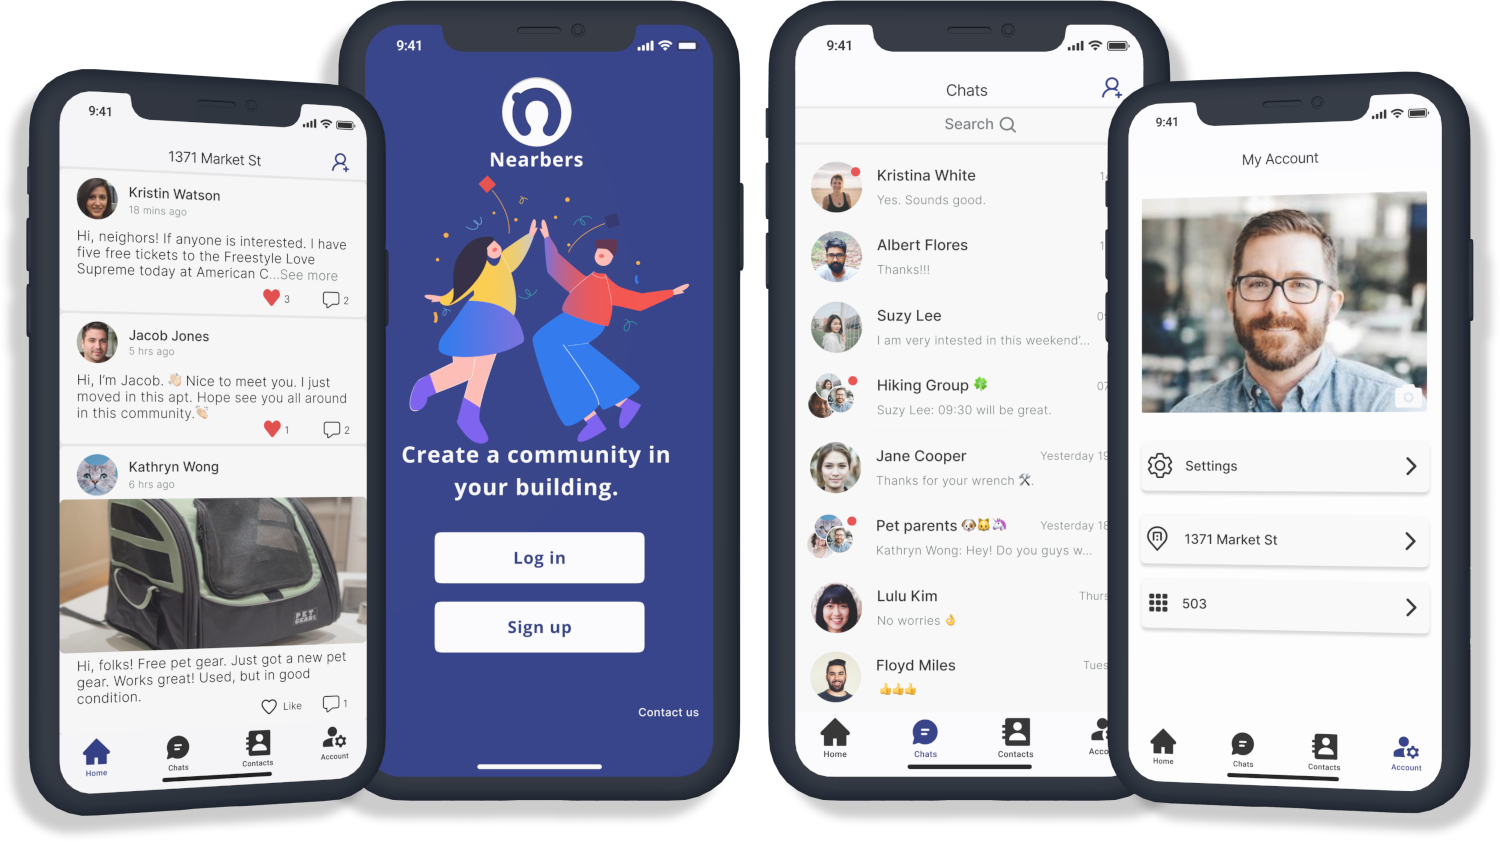 9:41
1371 Market St
Kristin Watson
18 mins ago
Hi, neighors! If anyone is interested. I have
five free tickets to the Freestyle Love
Supreme today at American C...See more
3
2
Jacob Jones
5 hrs ago
Hi, I'm Jacob. 👋🏻 Nice to meet you. I just
moved in this apt. Hope see you all around
in this community.👏🏻
1
2
Kathryn Wong
6 hrs ago
PET
GEAR
Hi, folks! Free pet gear. Just got a new pet
gear. Works great! Used, but in good
condition.
Like
1
Home
Chats
Contacts
Account
9:41
Nearbers
Create a community in
your building.
Log in
Sign up
Contact us
9:41
Chats
Search
Kristina White
Yes. Sounds good.
Albert Flores
Thanks!!!
Suzy Lee
I am very intested in this weekend'...
Hiking Group 🍀
07
Suzy Lee: 09:30 will be great.
Jane Cooper
Yesterday 19
Thanks for your wrench 🛠️.
Pet parents 🐶🐱🦄
Yesterday 18
Kathryn Wong: Hey! Do you guys w...
Lulu Kim
Thurs
No worries 👌
Floyd Miles
Tues
👍👍👍
Home
Chats
Contacts
Acco
9:41
My Account
Settings
1371 Market St
503
Home
Chats
Contacts
Account